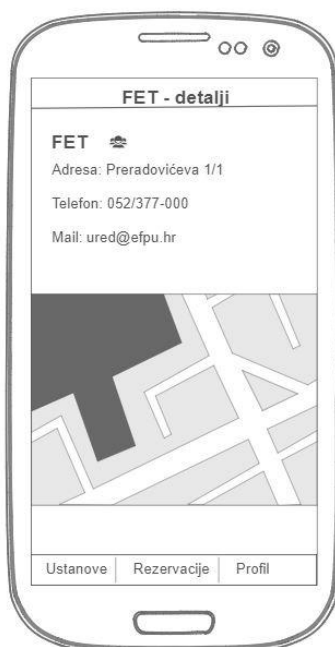 FET - detalji
FET
Adresa: Preradovićeva 1/1
Telefon: 052/377-000
Mail: ured@efpu.hr
Ustanove Rezervacije Profil